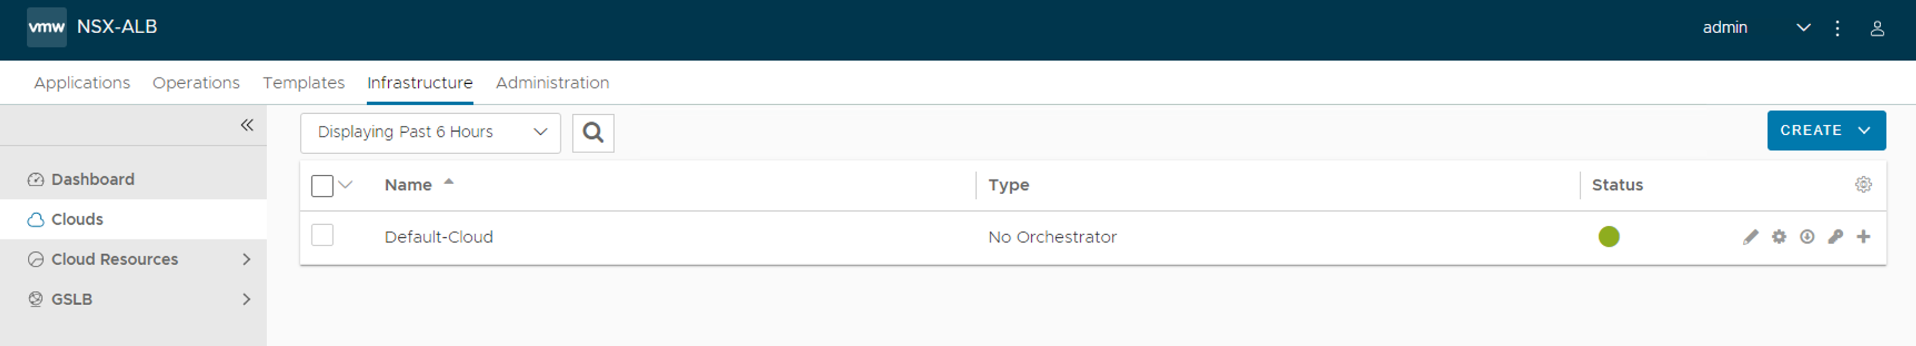 vmw NSX-ALB admin
Applications Operations Templates Infrastructure Administration
Displaying Past 6 Hours CREATE
Dashboard
Clouds
Cloud Resources
GSLB
Name Type Status
Default-Cloud No Orchestrator